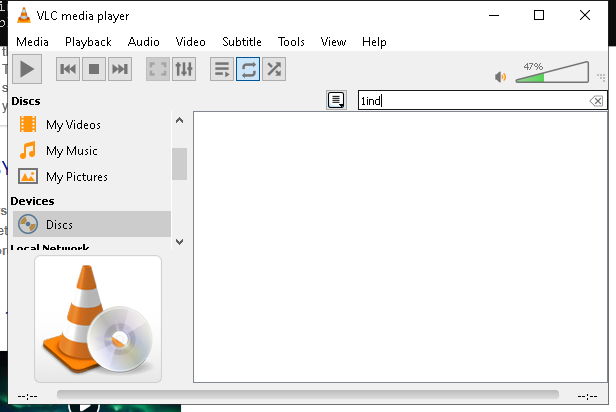 VLC media player
Media Playback Audio Video Subtitle Tools View Help
47%
Discs
1ind
My Videos
My Music
My Pictures
Devices
Discs
Local Network
--:-- --:--